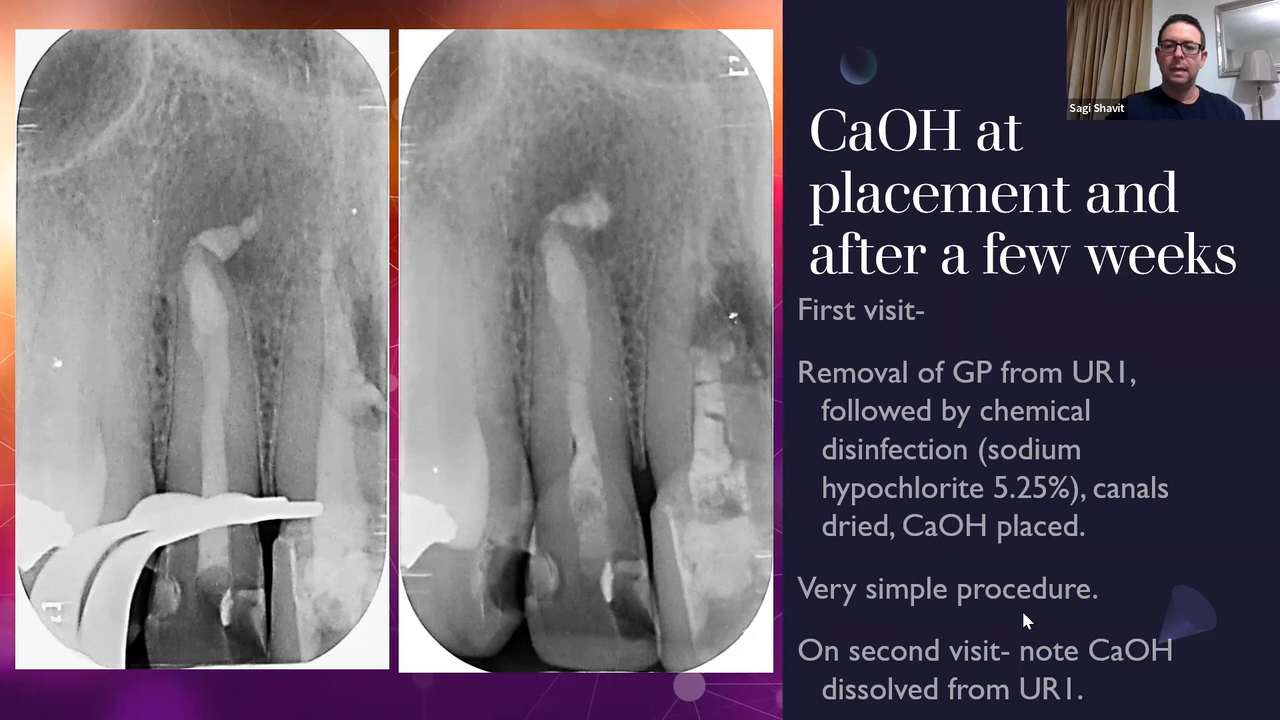 Sagi Shavit
CaOH at
placement and
after a few weeks
First visit-
Removal of GP from UR1,
followed by chemical
disinfection (sodium
hypochlorite 5.25%), canals
dried, CaOH placed.
Very simple procedure.
On second visit- note CaOH
dissolved from UR1.